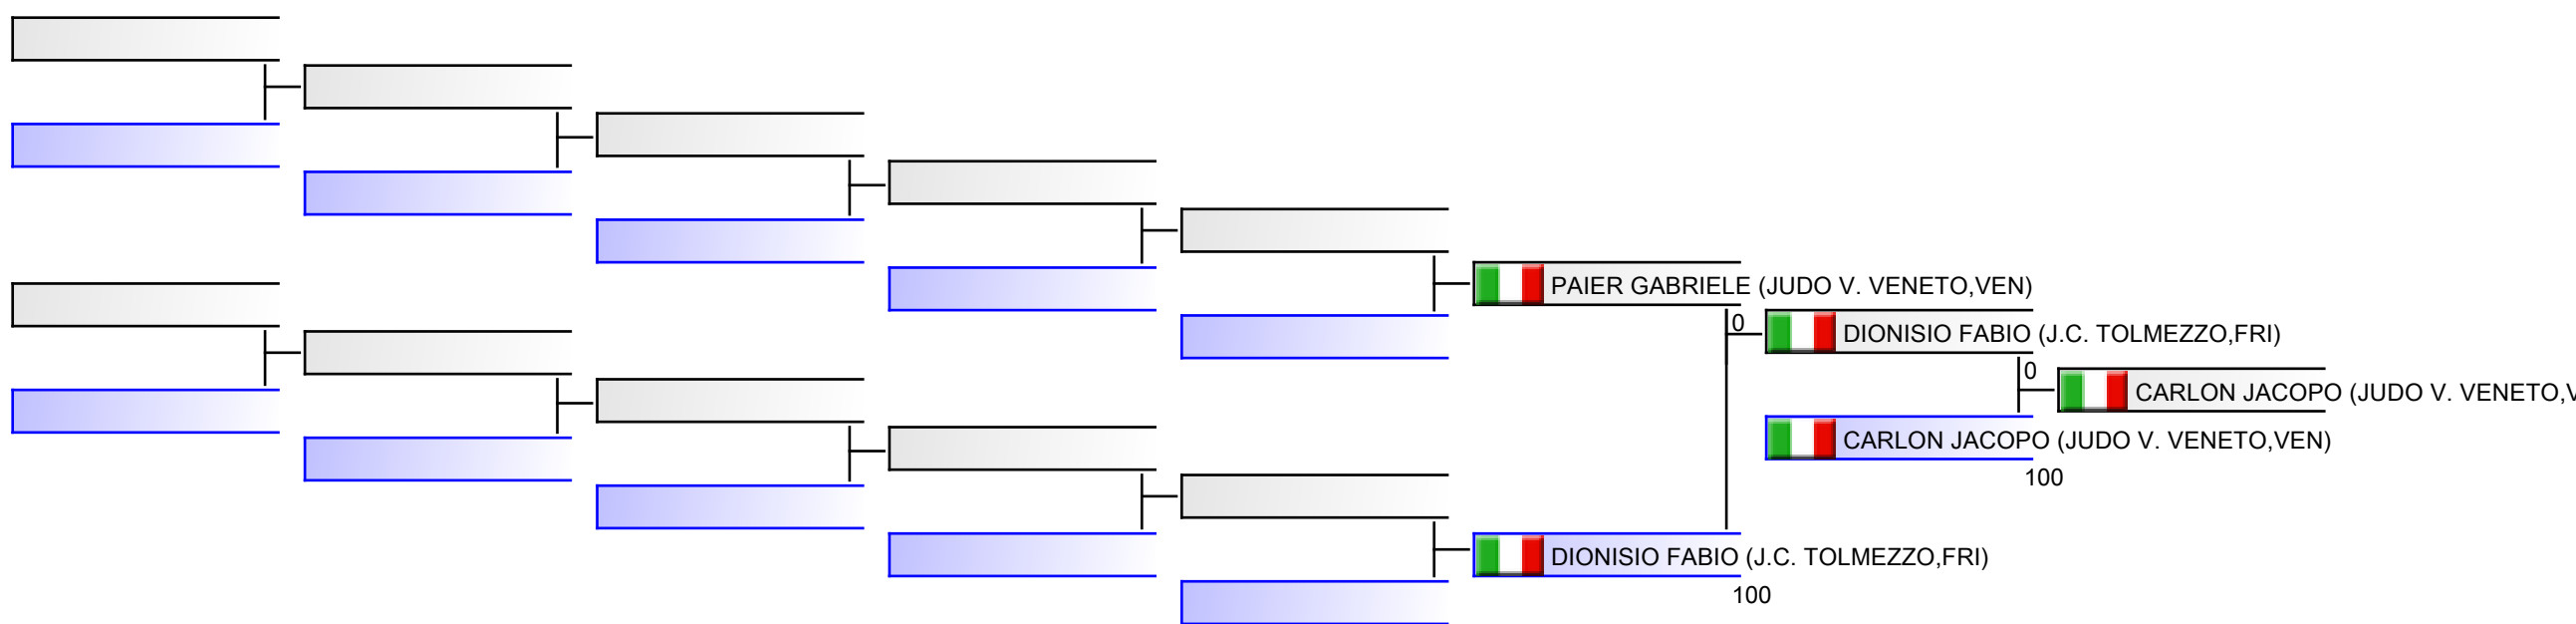 PAIER GABRIELE (JUDO V. VENETO,VEN)
0
DIONISIO FABIO (J.C. TOLMEZZO,FRI)
0
CARLON JACOPO (JUDO V. VENETO,V
CARLON JACOPO (JUDO V. VENETO,VEN)
100
DIONISIO FABIO (J.C. TOLMEZZO,FRI)
100